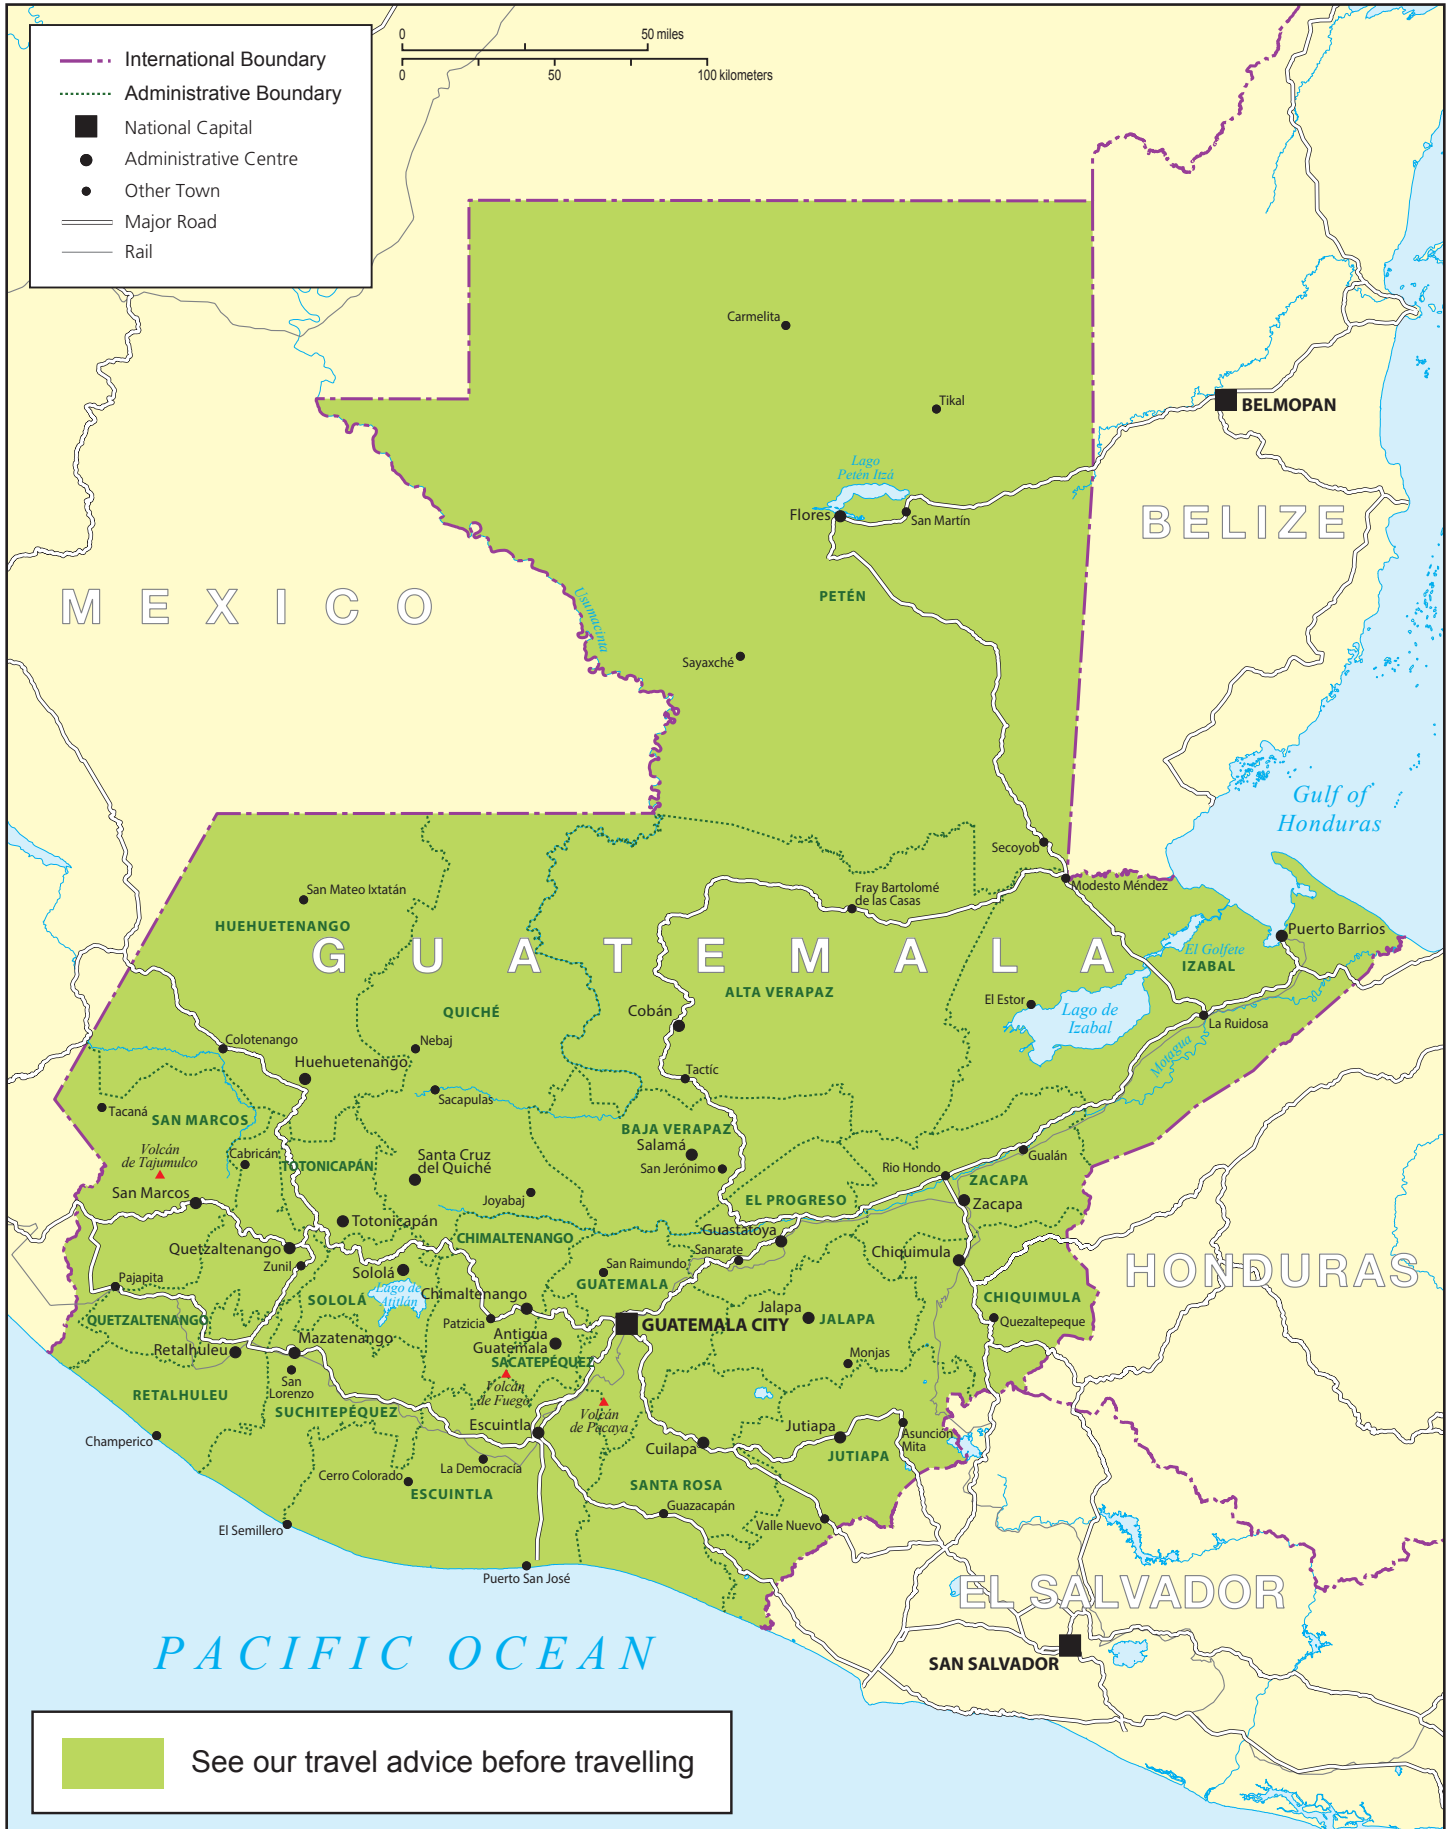 International Boundary
Administrative Boundary
National Capital
Administrative Centre
Other Town
Major Road
Rail
0
50 miles
0
50
100 kilometers
Carmelita
Tikal
BELMOPAN
Lago
Petén Itzá
Flores
San Martín
BELIZE
MEXICO
Usumacinta
PETÉN
Sayaxché
Gulf of
Honduras
Secoyob
Modesto Méndez
San Mateo Ixtatán
Fray Bartolomé
de las Casas
HUEHUETENANGO
GUATEMALA
Puerto Barrios
El Golfete
IZABAL
ALTA VERAPAZ
QUICHÉ
Cobán
El Estor
Lago de
Izabal
La Ruidosa
Colotenango
Nebaj
Huehuetenango
Motagua
Tactíc
Sacapulas
Tacaná
SAN MARCOS
BAJA VERAPAZ
Salamá
Volcán
de Tajumulco
Cabricán
TOTONICAPÁN
Santa Cruz
del Quiché
San Jerónimo
Rio Hondo
Gualán
ZACAPA
San Marcos
Joyabaj
EL PROGRESO
Zacapa
Totonicapán
CHIMALTENANGO
Guastatoya
Quetzaltenango
Zunil
Sanarate
Chiquimula
San Raimundo
Sololá
GUATEMALA
HONDURAS
Pajapita
Lago de
Atitlán
SOLOLÁ
Chimaltenango
CHIQUIMULA
Jalapa
JALAPA
QUETZALTENANGO
Patzicia
GUATEMALA CITY
Quezaltepeque
Mazatenango
Antigua
Guatemala
Retalhuleu
SACATEPÉQUEZ
Monjas
San
Lorenzo
Volcán
de Fuego
RETALHULEU
SUCHITEPÉQUEZ
Volcán
de Pacaya
Escuintla
Jutiapa
Asunción
Mita
Champerico
Cuilapa
JUTIAPA
La Democracia
Cerro Colorado
ESCUINTLA
SANTA ROSA
Guazacapán
El Semillero
Valle Nuevo
Puerto San José
EL SALVADOR
PACIFIC OCEAN
SAN SALVADOR
See our travel advice before travelling